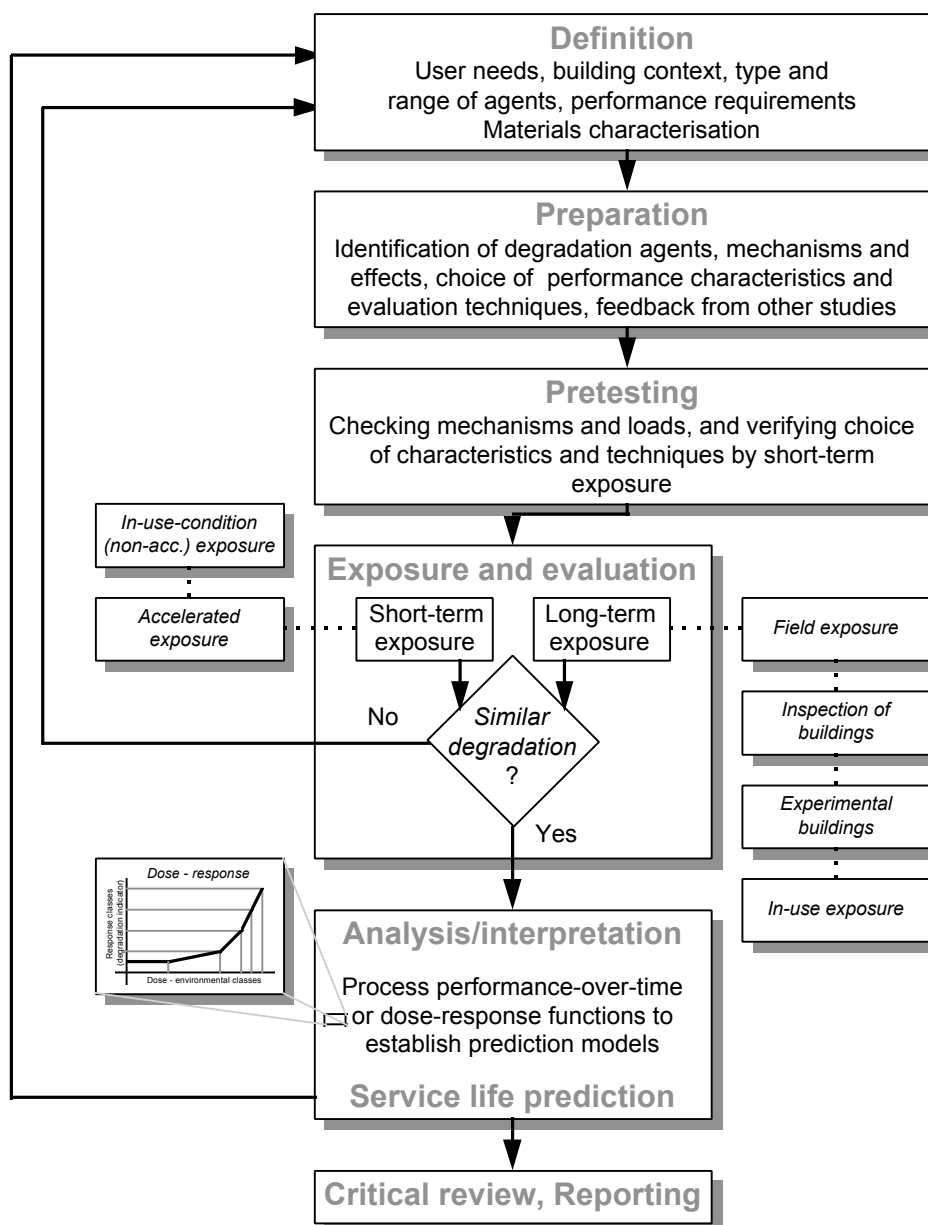 Definition
User needs, building context, type and
range of agents, performance requirements
Materials characterisation
Preparation
Identification of degradation agents, mechanisms and
effects, choice of performance characteristics and
evaluation techniques, feedback from other studies
Pretesting
Checking mechanisms and loads, and verifying choice
of characteristics and techniques by short-term
exposure
In-use-condition
(non-acc.) exposure
Accelerated
exposure
Exposure and evaluation
Short-term
exposure
Long-term
exposure
Field exposure
Inspection of
buildings
Experimental
buildings
In-use exposure
No
Similar
degradation
?
Yes
Dose - response
Response classes
(degradation indicator)
Dose - environmental classes
Analysis/interpretation
Process performance-over-time
or dose-response functions to
establish prediction models
Service life prediction
Critical review, Reporting